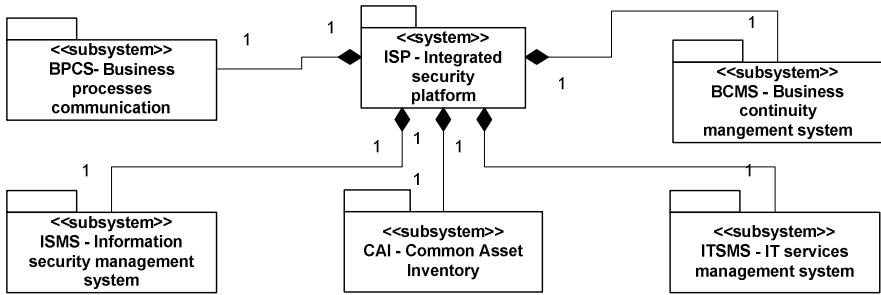 <<subsystem>>
BPCS- Business
processes
communication
1
1
<<system>>
ISP - Integrated
security
platform
1
1
<<subsystem>>
BCMS - Business
continuity
mangement system
1
1
1
1
1
1
<<subsystem>>
ISMS - Information
security management
system
<<subsystem>>
CAI - Common Asset
Inventory
<<subsystem>>
ITSMS - IT services
management system